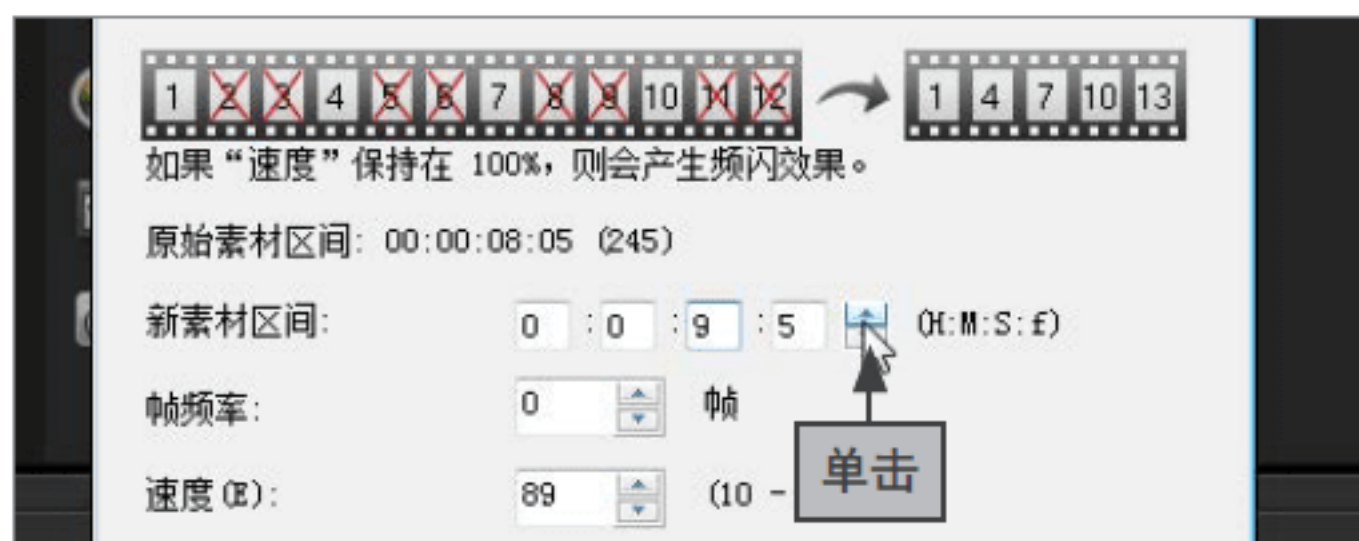 1 2 3 4 5 6 7 8 9 10 11 12 1 4 7 10 13
如果“速度”保持在 100%，则会产生频闪效果。
原始素材区间: 00:00:08:05 (245)
新素材区间: 0 : 0 : 9 : 5 (H:M:S:f)
帧频率: 0 帧
速度(E): 89 (10 -
单击